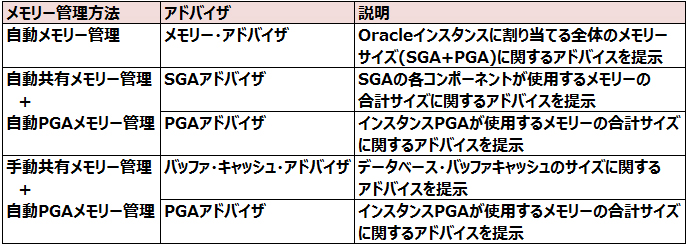 メモリー管理方法 アドバイザ 説明
自動メモリー管理 メモリー・アドバイザ Oracleインスタンスに割り当てる全体のメモリー
サイズ(SGA+PGA)に関するアドバイスを提示
自動共有メモリー管理 SGAアドバイザ SGAの各コンポーネントが使用するメモリーの
+ 合計サイズに関するアドバイスを提示
自動PGAメモリー管理 PGAアドバイザ インスタンスPGAが使用するメモリーの合計サイズ
に関するアドバイスを提示
手動共有メモリー管理 バッファ・キャッシュ・アドバイザ データベース・バッファキャッシュのサイズに関する
+ アドバイスを提示
自動PGAメモリー管理 PGAアドバイザ インスタンスPGAが使用するメモリーの合計サイズ
に関するアドバイスを提示